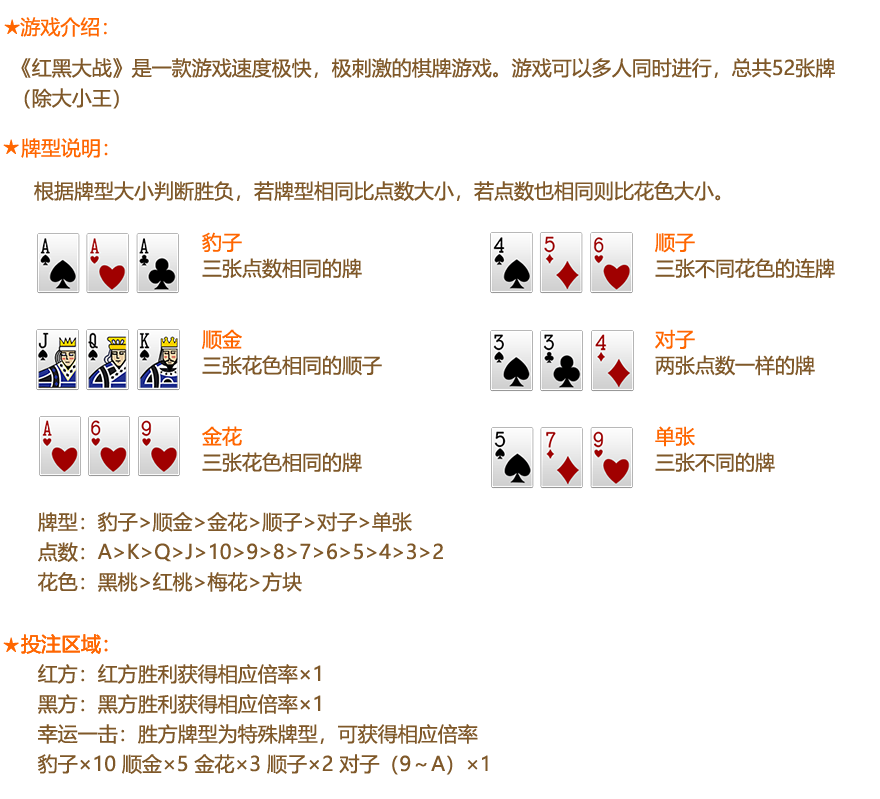 ★游戏介绍：
《红黑大战》是一款游戏速度极快，极刺激的棋牌游戏。游戏可以多人同时进行，总共52张牌
（除大小王）
★牌型说明：
根据牌型大小判断胜负，若牌型相同比点数大小，若点数也相同则比花色大小。
A A A
豹子
三张点数相同的牌
4 5 6
顺子
三张不同花色的连牌
J Q K
顺金
三张花色相同的顺子
3 3 4
对子
两张点数一样的牌
A 6 9
金花
三张花色相同的牌
5 7 9
单张
三张不同的牌
牌型：豹子>顺金>金花>顺子>对子>单张
点数：A>K>Q>J>10>9>8>7>6>5>4>3>2
花色：黑桃>红桃>梅花>方块
★投注区域：
红方：红方胜利获得相应倍率×1
黑方：黑方胜利获得相应倍率×1
幸运一击：胜方牌型为特殊牌型，可获得相应倍率
豹子×10 顺金×5 金花×3 顺子×2 对子（9～A）×1